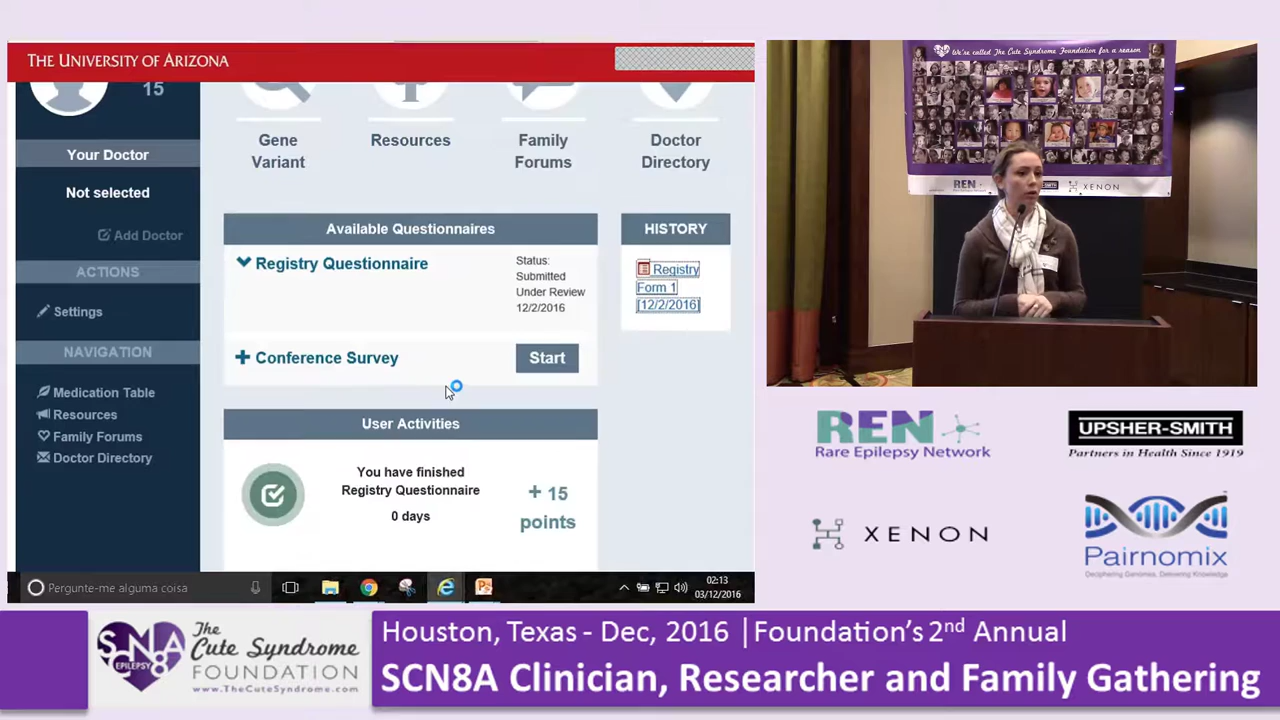 THE UNIVERSITY OF ARIZONA
15
Your Doctor
Not selected
Add Doctor
ACTIONS
Settings
NAVIGATION
Medication Table
Resources
Family Forums
Doctor Directory
Gene
Variant
Resources
Family
Forums
Doctor
Directory
Available Questionnaires
Registry Questionnaire
Status:
Submitted
Under Review
12/2/2016
Conference Survey
Start
HISTORY
Registry
Form 1
[12/2/2016]
User Activities
You have finished
Registry Questionnaire
0 days
+ 15
points
Pergunte-me alguma coisa
02:13
03/12/2016
We're called The Cute Syndrome Foundation for a reason
REN
XENON
REN
Rare Epilepsy Network
UPSHER-SMITH
Partners in Health Since 1919
XENON
Pairnomix
Deciphering Genomes, Delivering Knowledge
SCN8A
EPILEPSY
The
Cute Syndrome
FOUNDATION
www.TheCuteSyndrome.com
Houston, Texas - Dec, 2016 | Foundation's 2nd Annual
SCN8A Clinician, Researcher and Family Gathering